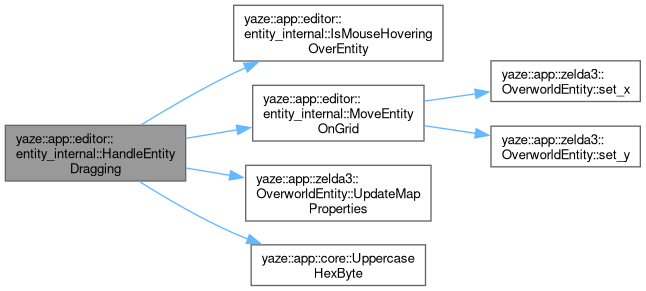 yaze::app::editor::
entity_internal::IsMouseHovering
OverEntity
yaze::app::editor::
entity_internal::HandleEntity
Dragging
yaze::app::editor::
entity_internal::MoveEntity
OnGrid
yaze::app::zelda3::
OverworldEntity::set_x
yaze::app::zelda3::
OverworldEntity::set_y
yaze::app::zelda3::
OverworldEntity::UpdateMap
Properties
yaze::app::core::Uppercase
HexByte